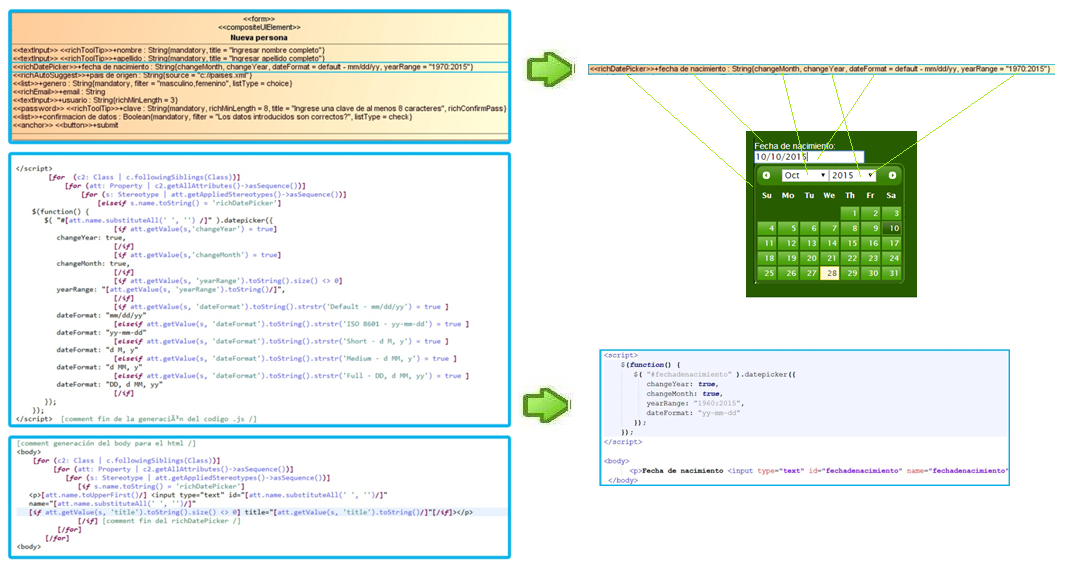 <<form>>
<<compositeUIElement>>
Nueva persona
<<textInput>> <<richToolTip>>+nombre : String{mandatory, title = "Ingresar nombre completo"}
<<textInput>> <<richToolTip>>+apellido : String{mandatory, title = "Ingresar apellido completo"}
<<richDatePicker>>+fecha de nacimiento : String{changeMonth, changeYear, dateFormat = default - mm/dd/yy, yearRange = "1970:2015"}
<<richAutoSuggest>>+pais de origen : String{source = "c://paises.xml"}
<<list>>+genero : String{mandatory, filter = "masculino,femenino", listType = choice}
<<richEmail>>+email : String
<<textInput>>+usuario : String{richMinLength = 3}
<<password>> <<richToolTip>>+clave : String{mandatory, richMinLength = 8, title = "Ingrese una clave de al menos 8 caracteres", richConfirmPass}
<<list>>+confirmacion de datos : Boolean{mandatory, filter = "Los datos introducidos son correctos?", listType = check}
<<anchor>> <<button>>+submit
</script>
[for (c2: Class | c.followingSiblings(Class))]
[for (att: Property | c2.getAllAttributes()->asSequence())]
[for (s: Stereotype | att.getAppliedStereotypes()->asSequence())]
[elseif s.name.toString() = 'richDatePicker']
$(function() {
$( "#[att.name.substituteAll(' ', '') /]" ).datepicker({
[if att.getValue(s,'changeYear') = true]
changeYear: true,
[/if]
[if att.getValue(s,'changeMonth') = true]
changeMonth: true,
[/if]
[if att.getValue(s, 'yearRange').toString().size() <> 0]
yearRange: "[att.getValue(s, 'yearRange').toString()/]",
[/if]
[if att.getValue(s, 'dateFormat').toString().strstr('Default - mm/dd/yy') = true ]
dateFormat: "mm/dd/yy"
[elseif att.getValue(s, 'dateFormat').toString().strstr('ISO 8601 - yy-mm-dd') = true ]
dateFormat: "yy-mm-dd"
[elseif att.getValue(s, 'dateFormat').toString().strstr('Short - d M, y') = true ]
dateFormat: "d M, y"
[elseif att.getValue(s, 'dateFormat').toString().strstr('Medium - d MM, y') = true ]
dateFormat: "d MM, y"
[elseif att.getValue(s, 'dateFormat').toString().strstr('Full - DD, d MM, yy') = true ]
dateFormat: "DD, d MM, yy"
[/if]
});
});
</script> [comment fin de la generaciÃ³n del codigo .js /]
[comment generación del body para el html /]
<body>
[for (c2: Class | c.followingSiblings(Class))]
[for (att: Property | c2.getAllAttributes()->asSequence())]
[for (s: Stereotype | att.getAppliedStereotypes()->asSequence())]
[if s.name.toString() = 'richDatePicker']
<p>[att.name.toUpperFirst()/] <input type="text" id="[att.name.substituteAll(' ', '')/]"
name="[att.name.substituteAll(' ', '')/]"
[if att.getValue(s, 'title').toString().size() <> 0] title="[att.getValue(s, 'title').toString()/]"[/if]></p>
[/if] [comment fin del richDatePicker /]
[/for]
[/for]
<body>
<<richDatePicker>>+fecha de nacimiento : String{changeMonth, changeYear, dateFormat = default - mm/dd/yy, yearRange = "1970:2015"}
Fecha de nacimiento:
10/10/2015
Oct 2015
Su Mo Tu We Th Fr Sa
1 2 3
4 5 6 7 8 9 10
11 12 13 14 15 16 17
18 19 20 21 22 23 24
25 26 27 28 29 30 31
<script>
$(function() {
$( "#fechadenacimiento" ).datepicker({
changeYear: true,
changeMonth: true,
yearRange: "1960:2015",
dateFormat: "yy-mm-dd"
});
});
</script>
<body>
<p>Fecha de nacimiento <input type="text" id="fechadenacimiento" name="fechadenacimiento"
</body>